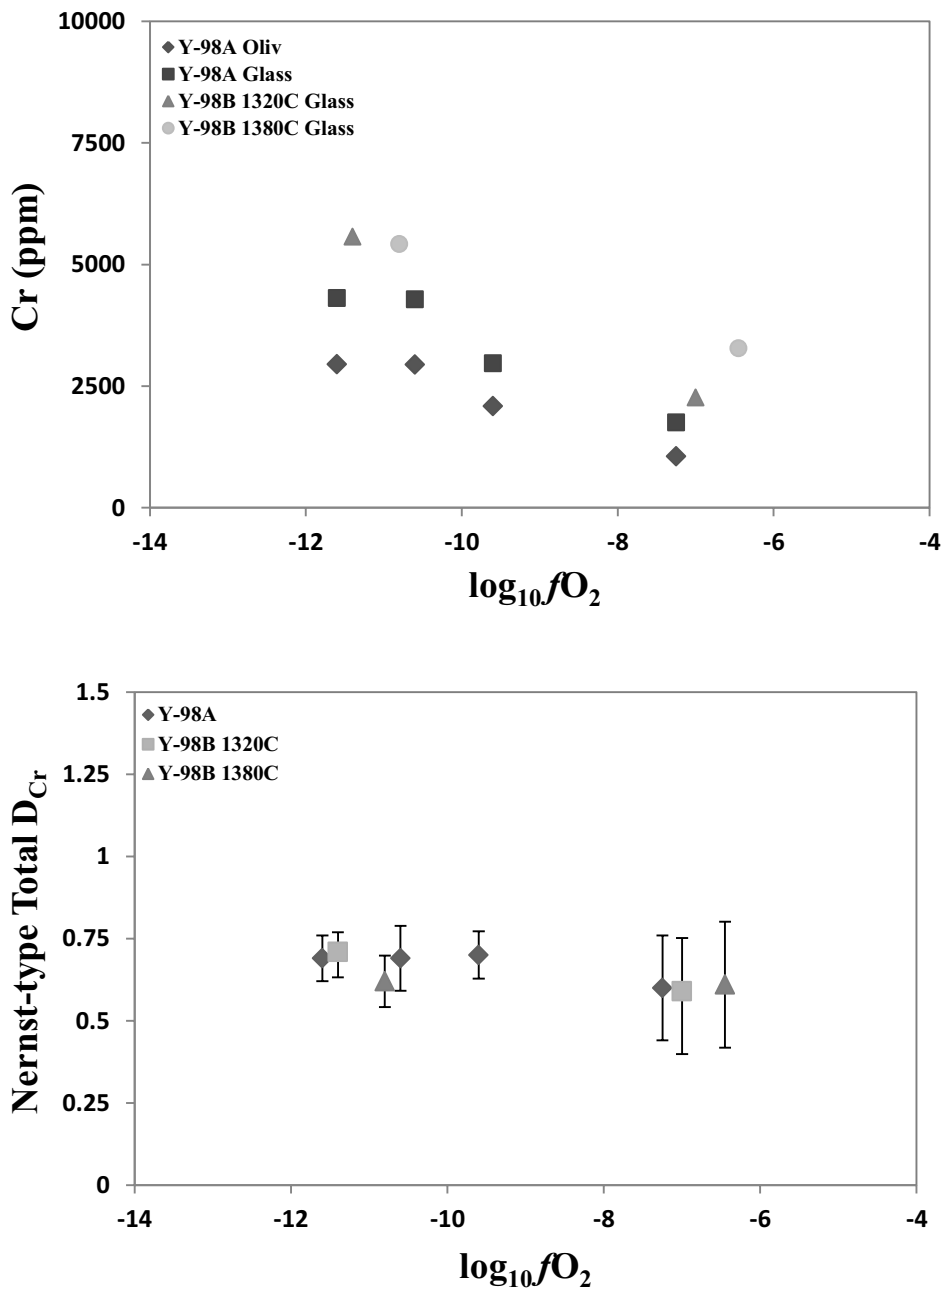 10000
7500
5000
2500
0
Cr (ppm)
Y-98A Oliv
Y-98A Glass
Y-98B 1320C Glass
Y-98B 1380C Glass
-14 -12 -10 -8 -6 -4
log₁₀fO₂
1.5
1.25
1
0.75
0.5
0.25
0
Nernst-type Total D_Cr
Y-98A
Y-98B 1320C
Y-98B 1380C
-14 -12 -10 -8 -6 -4
log₁₀fO₂